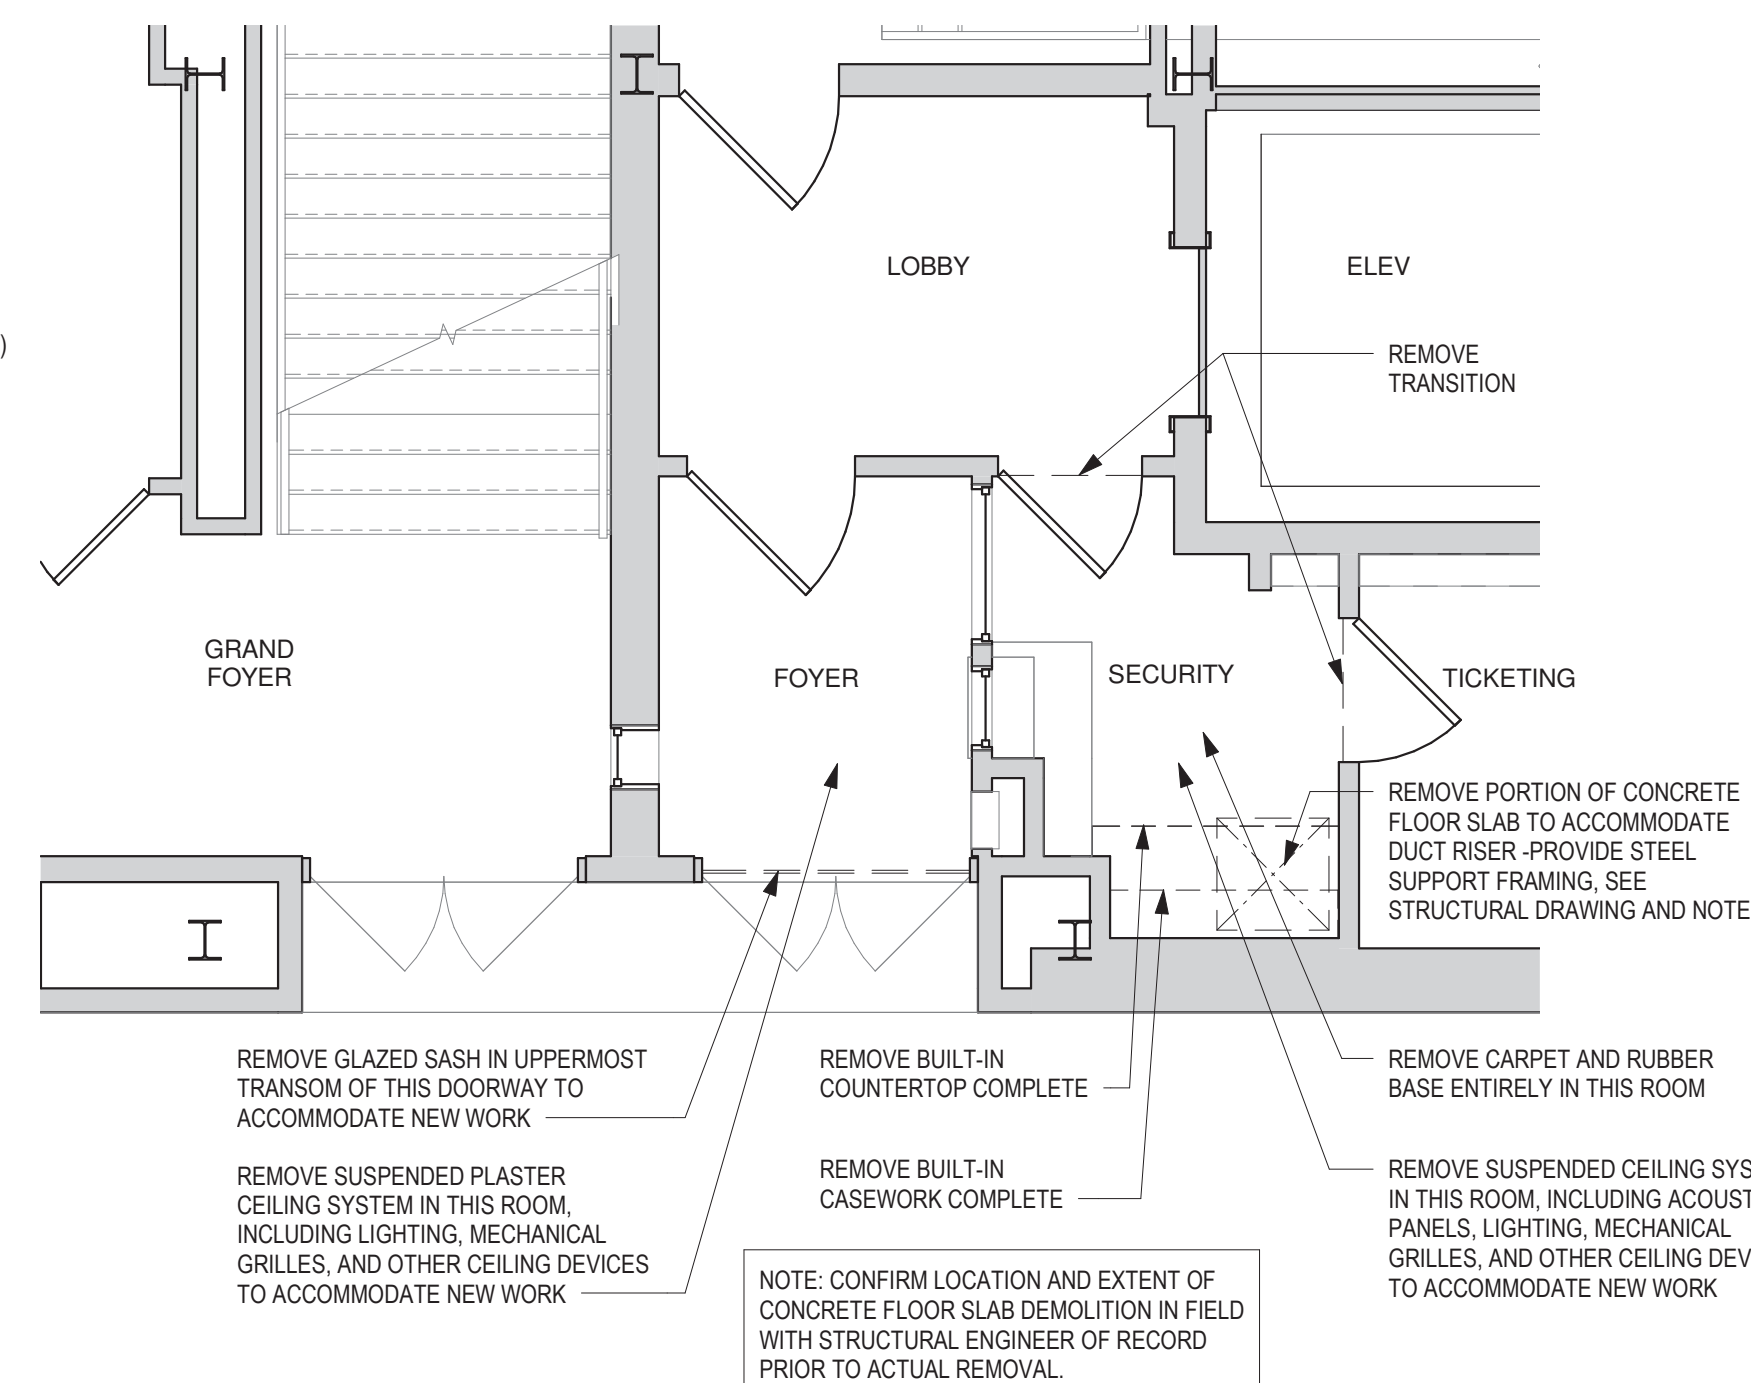 )
LOBBY
ELEV
REMOVE
TRANSITION
GRAND
FOYER
FOYER
SECURITY
TICKETING
REMOVE PORTION OF CONCRETE
FLOOR SLAB TO ACCOMMODATE
DUCT RISER -PROVIDE STEEL
SUPPORT FRAMING, SEE
STRUCTURAL DRAWING AND NOTE
REMOVE GLAZED SASH IN UPPERMOST
TRANSOM OF THIS DOORWAY TO
ACCOMMODATE NEW WORK
REMOVE SUSPENDED PLASTER
CEILING SYSTEM IN THIS ROOM,
INCLUDING LIGHTING, MECHANICAL
GRILLES, AND OTHER CEILING DEVICES
TO ACCOMMODATE NEW WORK
REMOVE BUILT-IN
COUNTERTOP COMPLETE
REMOVE BUILT-IN
CASEWORK COMPLETE
NOTE: CONFIRM LOCATION AND EXTENT OF
CONCRETE FLOOR SLAB DEMOLITION IN FIELD
WITH STRUCTURAL ENGINEER OF RECORD
PRIOR TO ACTUAL REMOVAL.
REMOVE CARPET AND RUBBER
BASE ENTIRELY IN THIS ROOM
REMOVE SUSPENDED CEILING SYS
IN THIS ROOM, INCLUDING ACOUST
PANELS, LIGHTING, MECHANICAL
GRILLES, AND OTHER CEILING DEV
TO ACCOMMODATE NEW WORK